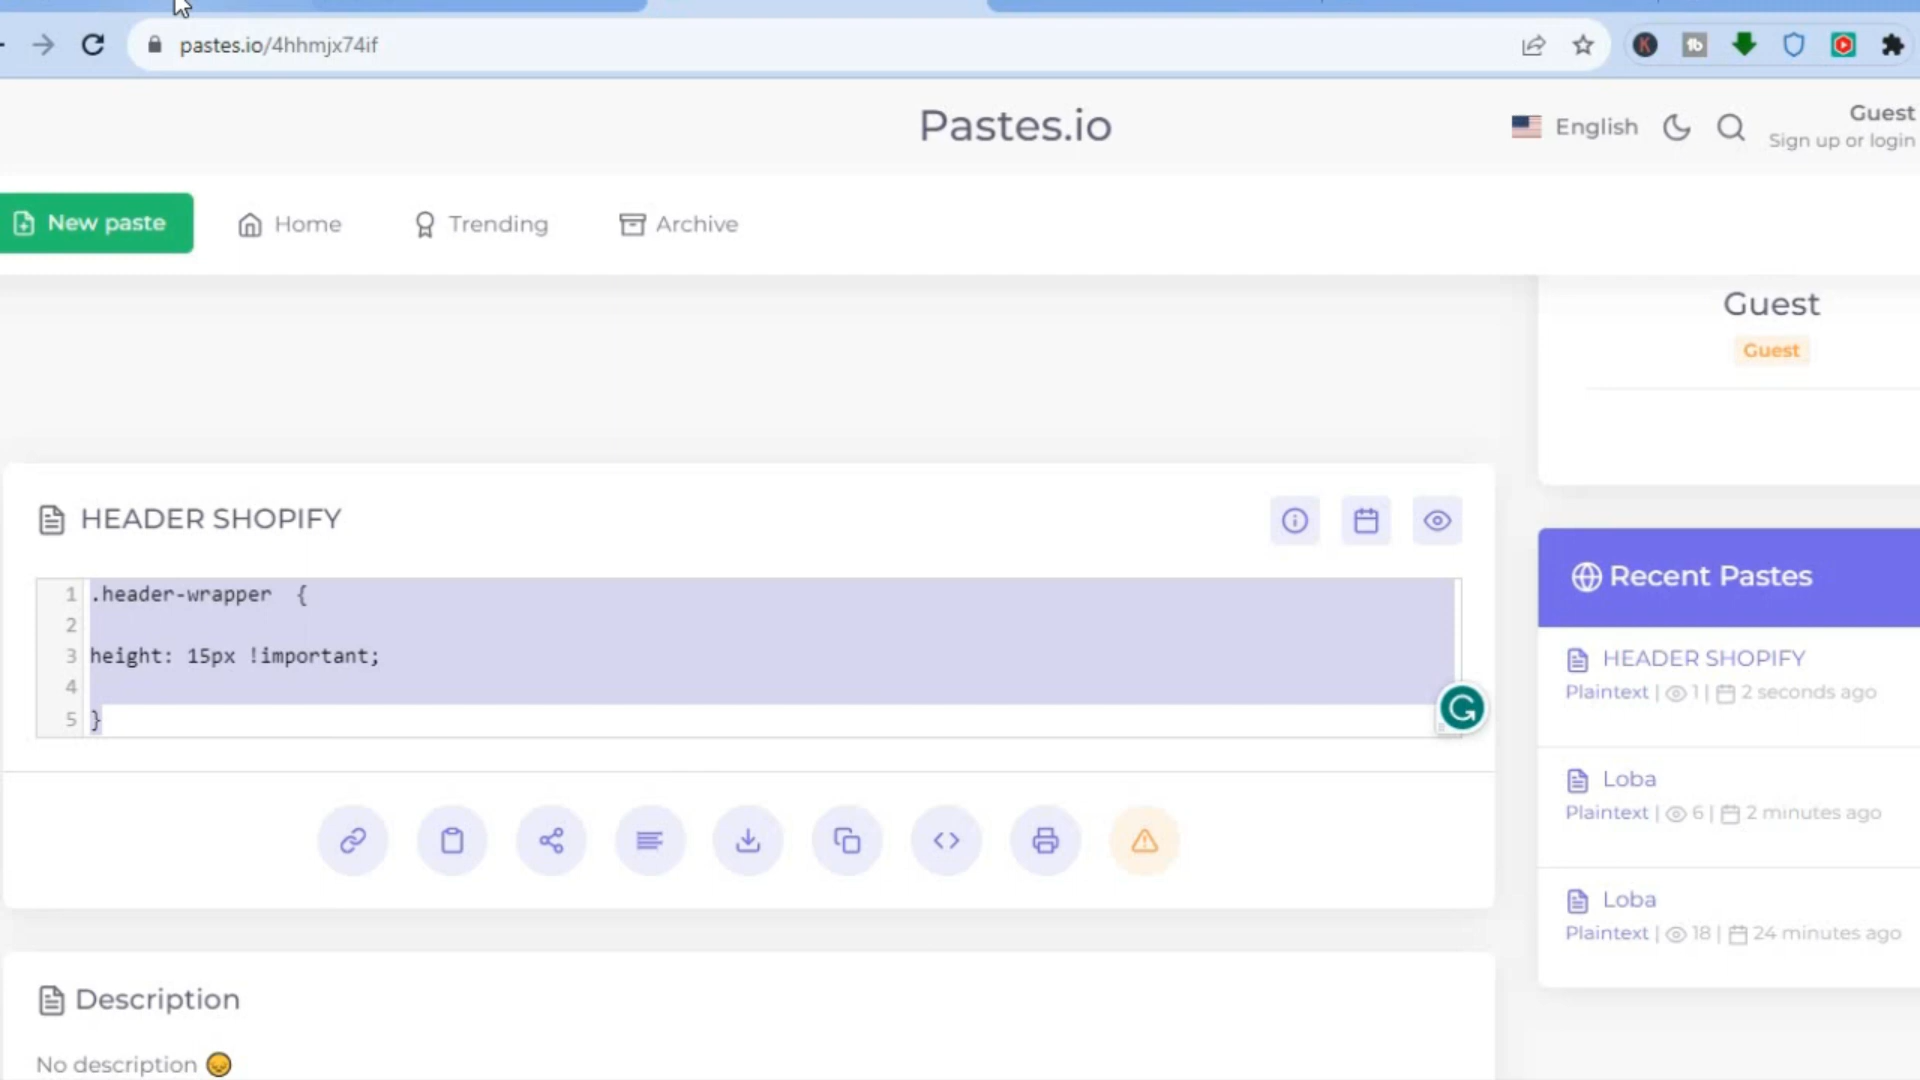 pastes.io/4hhmjx74if
Pastes.io
English
Guest
Sign up or login
New paste
Home
Trending
Archive
Guest
Guest
HEADER SHOPIFY
1 .header-wrapper  {
2
3 height: 15px !important;
4
5 }
Recent Pastes
HEADER SHOPIFY
Plaintext | 1 | 2 seconds ago
Loba
Plaintext | 6 | 2 minutes ago
Loba
Plaintext | 18 | 24 minutes ago
Description
No description 😞